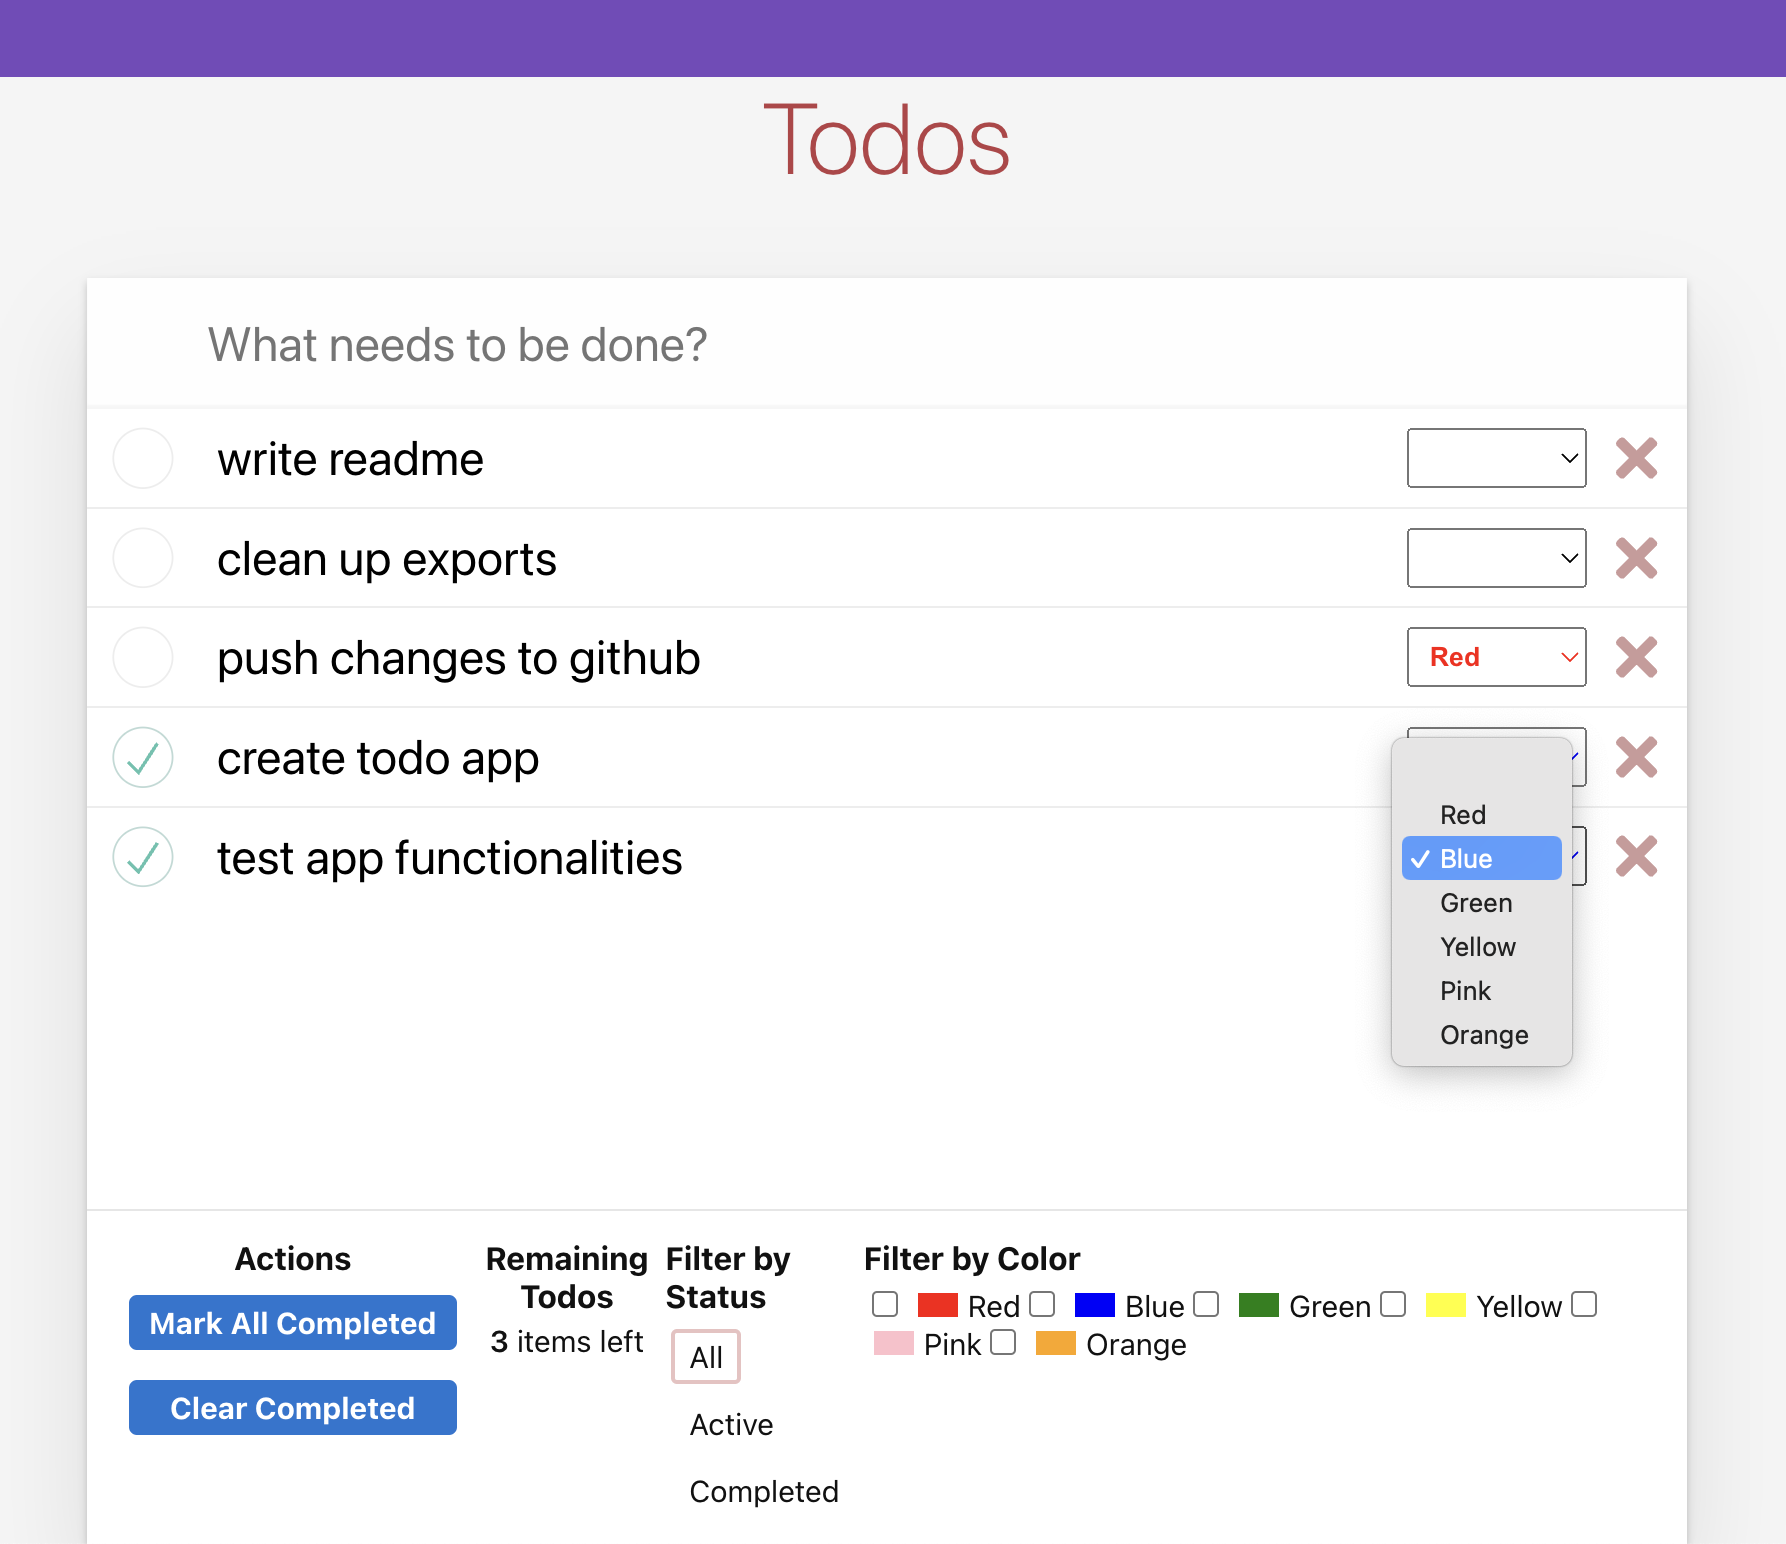 Todos
What needs to be done?
write readme
clean up exports
push changes to github Red
create todo app
test app functionalities
Red
Blue
Green
Yellow
Pink
Orange
Actions
Mark All Completed
Clear Completed
Remaining
Todos
3 items left
Filter by
Status
All
Active
Completed
Filter by Color
Red Blue Green Yellow
Pink Orange